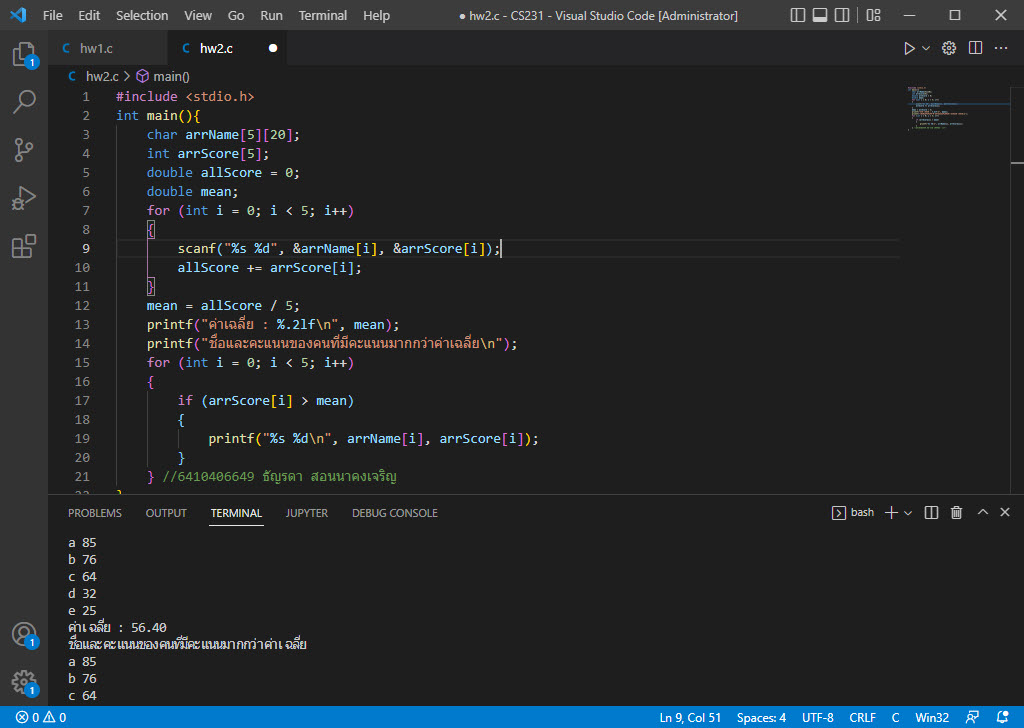 File Edit Selection View Go Run Terminal Help ● hw2.c - CS231 - Visual Studio Code [Administrator]
1
C hw1.c C hw2.c ●
C hw2.c > main()
1 #include <stdio.h>
2 int main(){
3 char arrName[5][20];
4 int arrScore[5];
5 double allScore = 0;
6 double mean;
7 for (int i = 0; i < 5; i++)
8 {
9 scanf("%s %d", &arrName[i], &arrScore[i]);
10 allScore += arrScore[i];
11 }
12 mean = allScore / 5;
13 printf("ค่าเฉลี่ย : %.2lf\n", mean);
14 printf("ชื่อและคะแนนของคนที่มีคะแนนมากกว่าค่าเฉลี่ย\n");
15 for (int i = 0; i < 5; i++)
16 {
17 if (arrScore[i] > mean)
18 {
19 printf("%s %d\n", arrName[i], arrScore[i]);
20 }
21 } //6410406649 ธัญรดา สอนนาคงเจริญ
22 }
PROBLEMS OUTPUT TERMINAL JUPYTER DEBUG CONSOLE bash
a 85
b 76
c 64
d 32
e 25
ค่าเฉลี่ย : 56.40
ชื่อและคะแนนของคนที่มีคะแนนมากกว่าค่าเฉลี่ย
a 85
b 76
c 64
1
1
0 0 Ln 9, Col 51 Spaces: 4 UTF-8 CRLF C Win32